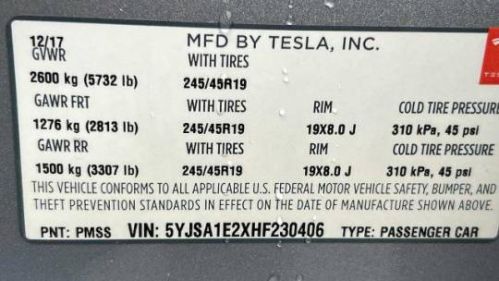 12/17 MFD BY TESLA, INC.
GVWR WITH TIRES
2600 kg (5732 lb) 245/45R19
GAWR FRT WITH TIRES RIM COLD TIRE PRESSURE
1276 kg (2813 lb) 245/45R19 19X8.0 J 310 kPa, 45 psi
GAWR RR WITH TIRES RIM COLD TIRE PRESSURE
1500 kg (3307 lb) 245/45R19 19X8.0 J 310 kPa, 45 psi
THIS VEHICLE CONFORMS TO ALL APPLICABLE U.S. FEDERAL MOTOR VEHICLE SAFETY, BUMPER, AND
THEFT PREVENTION STANDARDS IN EFFECT ON THE DATE OF MANUFACTURE SHOWN ABOVE.
PNT: PMSS VIN: 5YJSA1E2XHF230406 TYPE: PASSENGER CAR